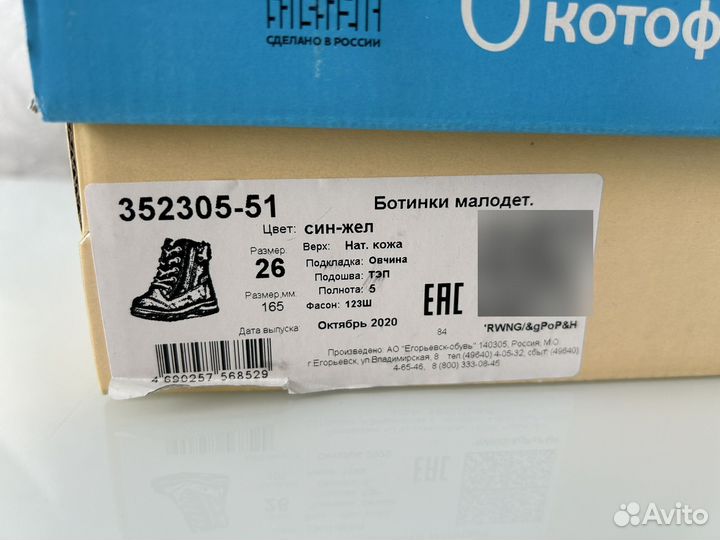 СДЕЛАНО В РОССИИ
котоф
352305-51
Ботинки малодет.
Цвет: син-жел
Размер 26
Размер,мм. 165
Верх: Нат. кожа
Подкладка: Овчина
Подошва: ТЭП
Полнота: 5
Фасон: 123Ш
Дата выпуска Октябрь 2020
EAC
84
'RWNG/&gPoP&H
Произведено: АО "Егорьевск-обувь" 140305, Россия, М.О.
г.Егорьевск, ул.Владимирская, 8 тел.(49640) 4-05-32, сбыт: (49640)
4-65-46, 8 (800) 333-08-45
4 690257 568529
Avito